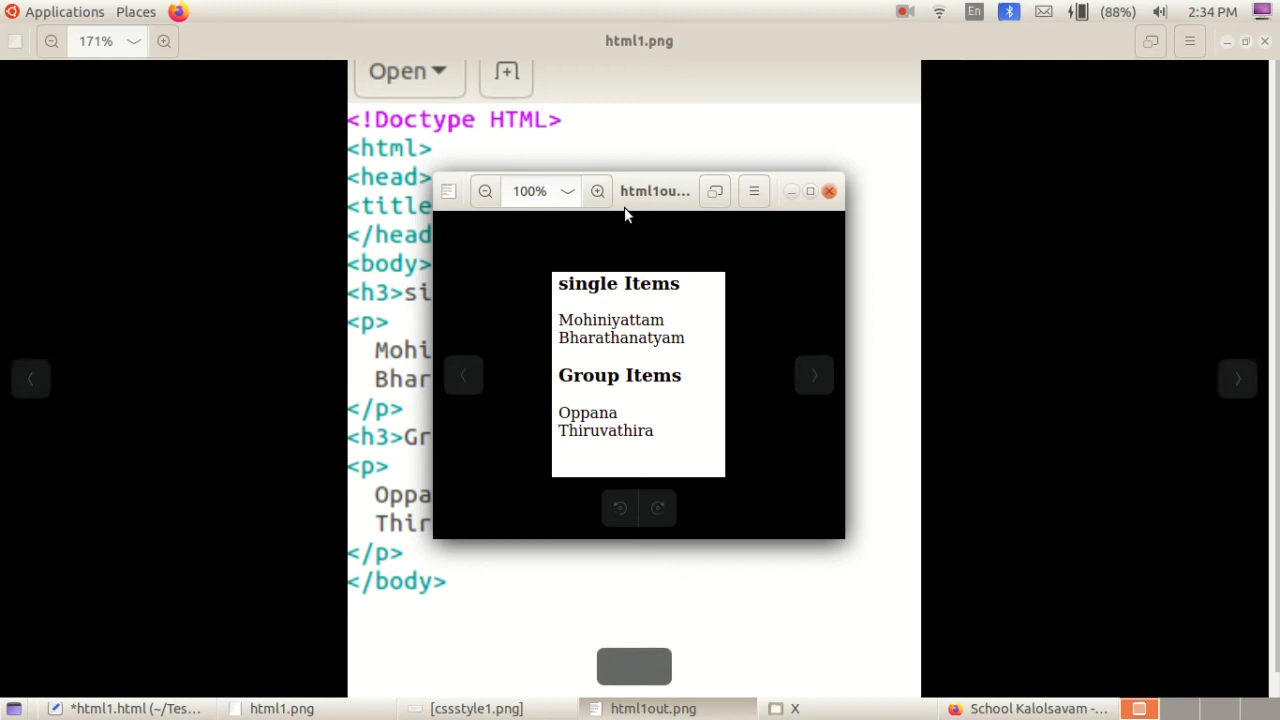 Applications Places En (88%) 2:34 PM
171% html1.png
Open
<!Doctype HTML>
<html>
<head>
<title
</head
<body>
<h3>si
<p>
Mohi
Bhar
</p>
<h3>Gr
<p>
Oppa
Thir
</p>
</body>
100% html1ou...
single Items
Mohiniyattam
Bharathanatyam
Group Items
Oppana
Thiruvathira
*html1.html (~/Tes... html1.png [cssstyle1.png] html1out.png X School Kalolsavam -...